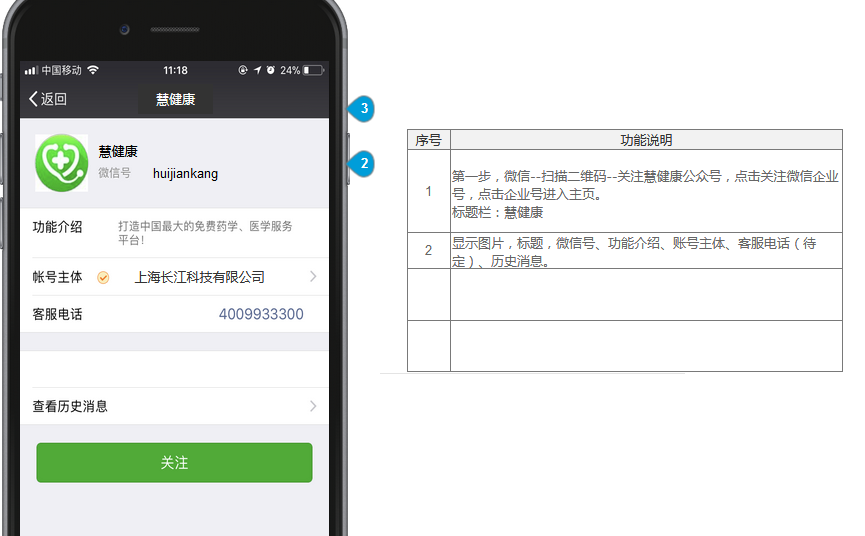 中国移动 11:18 24%
返回 慧健康
慧健康
微信号 huijiankang
功能介绍 打造中国最大的免费药学、医学服务
平台!
帐号主体 上海长江科技有限公司
客服电话 4009933300
查看历史消息
关注
3
2
序号 功能说明
1 第一步，微信--扫描二维码--关注慧健康公众号，点击关注微信企业
号，点击企业号进入主页。
标题栏：慧健康
2 显示图片，标题，微信号、功能介绍、账号主体、客服电话（待
定）、历史消息。